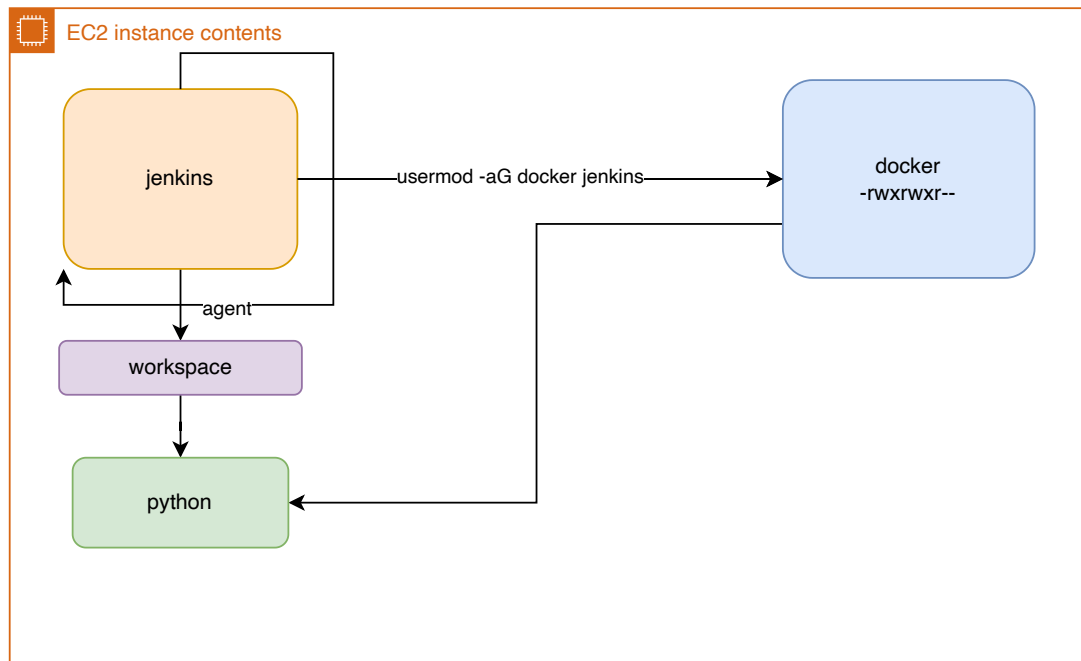 EC2 instance contents
jenkins
usermod -aG docker jenkins
docker
-rwxrwxr--
agent
workspace
python